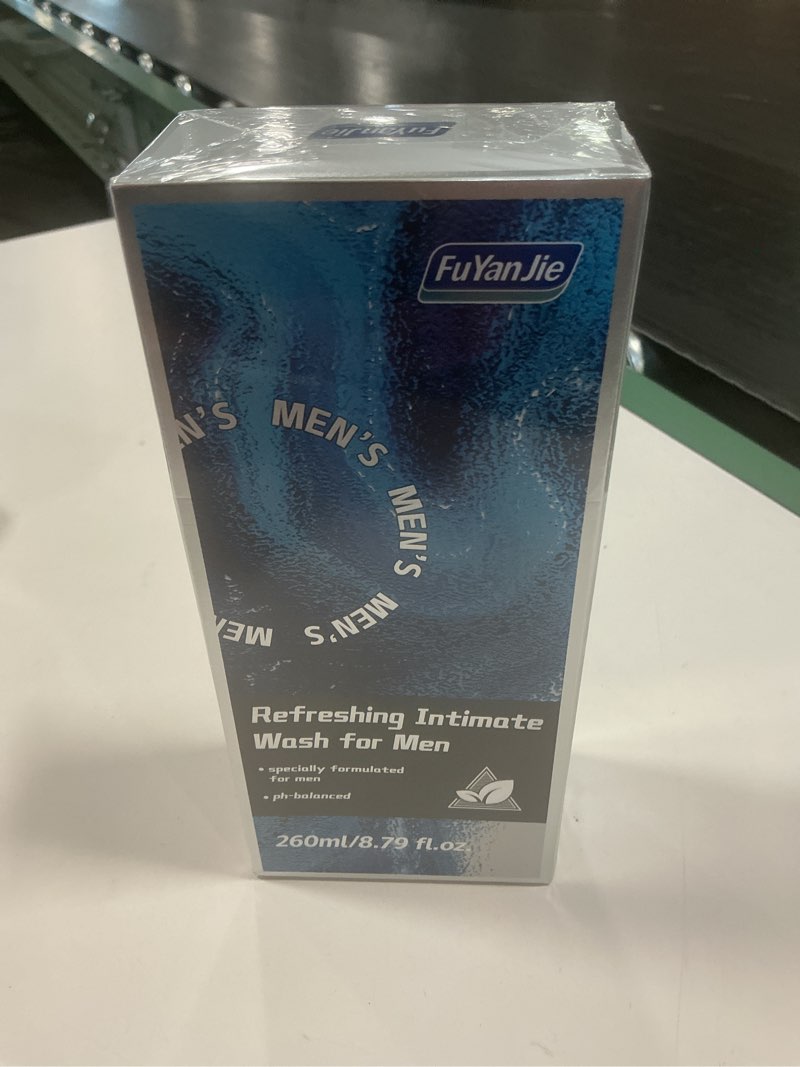 FuYanJie
FuYanJie
MEN'S
MEN'S
MEN'S
MEN'S
MEN
Refreshing Intimate
Wash for Men
• specially formulated
for men
• ph-balanced
260ml/8.79 fl.oz.